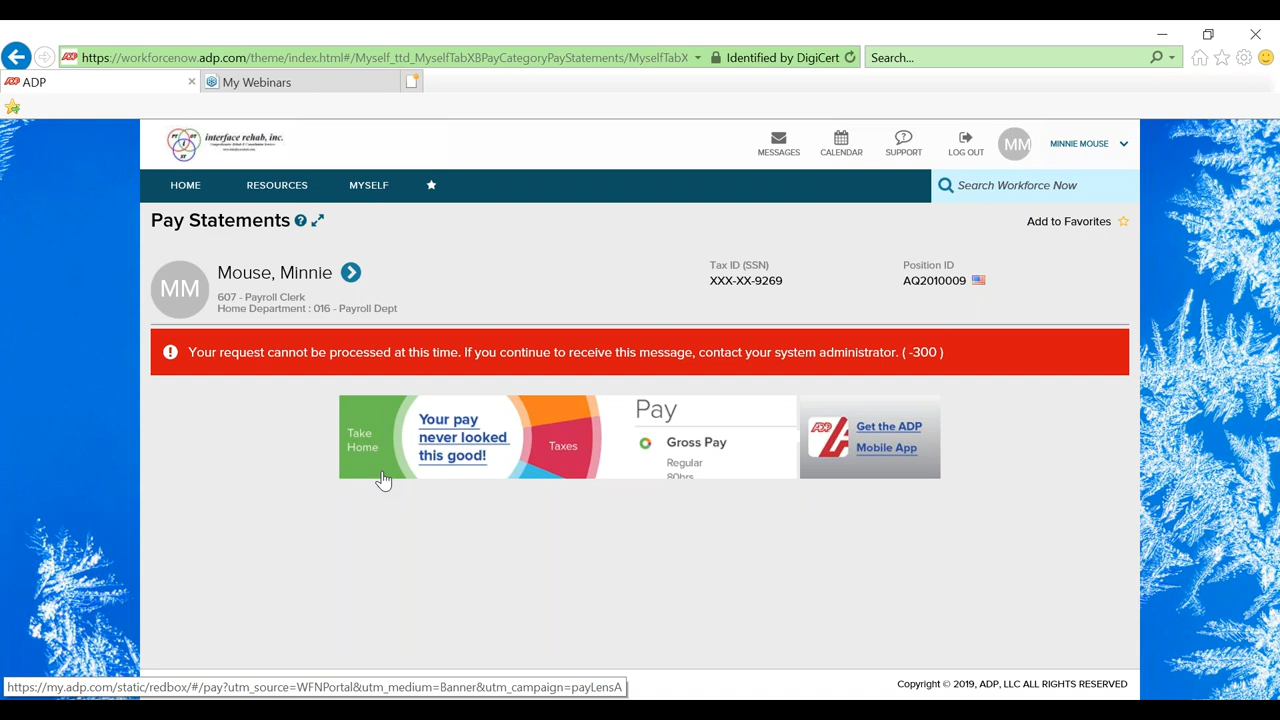 https://workforcenow.adp.com/theme/index.html#/Myself_ttd_MyselfTabXBPayCategoryPayStatements/MyselfTabX
Identified by DigiCert
Search...
ADP
My Webinars
interface rehab, inc.
MESSAGES
CALENDAR
SUPPORT
LOG OUT
MM
MINNIE MOUSE
HOME
RESOURCES
MYSELF
Search Workforce Now
Pay Statements
Add to Favorites
MM
Mouse, Minnie
607 - Payroll Clerk
Home Department : 016 - Payroll Dept
Tax ID (SSN)
XXX-XX-9269
Position ID
AQ2010009
Your request cannot be processed at this time. If you continue to receive this message, contact your system administrator. ( -300 )
Take
Home
Your pay
never looked
this good!
Taxes
Pay
Gross Pay
Regular
80hrs
ADP
Get the ADP
Mobile App
https://my.adp.com/static/redbox/#/pay?utm_source=WFNPortal&utm_medium=Banner&utm_campaign=payLensA
Copyright © 2019, ADP, LLC ALL RIGHTS RESERVED